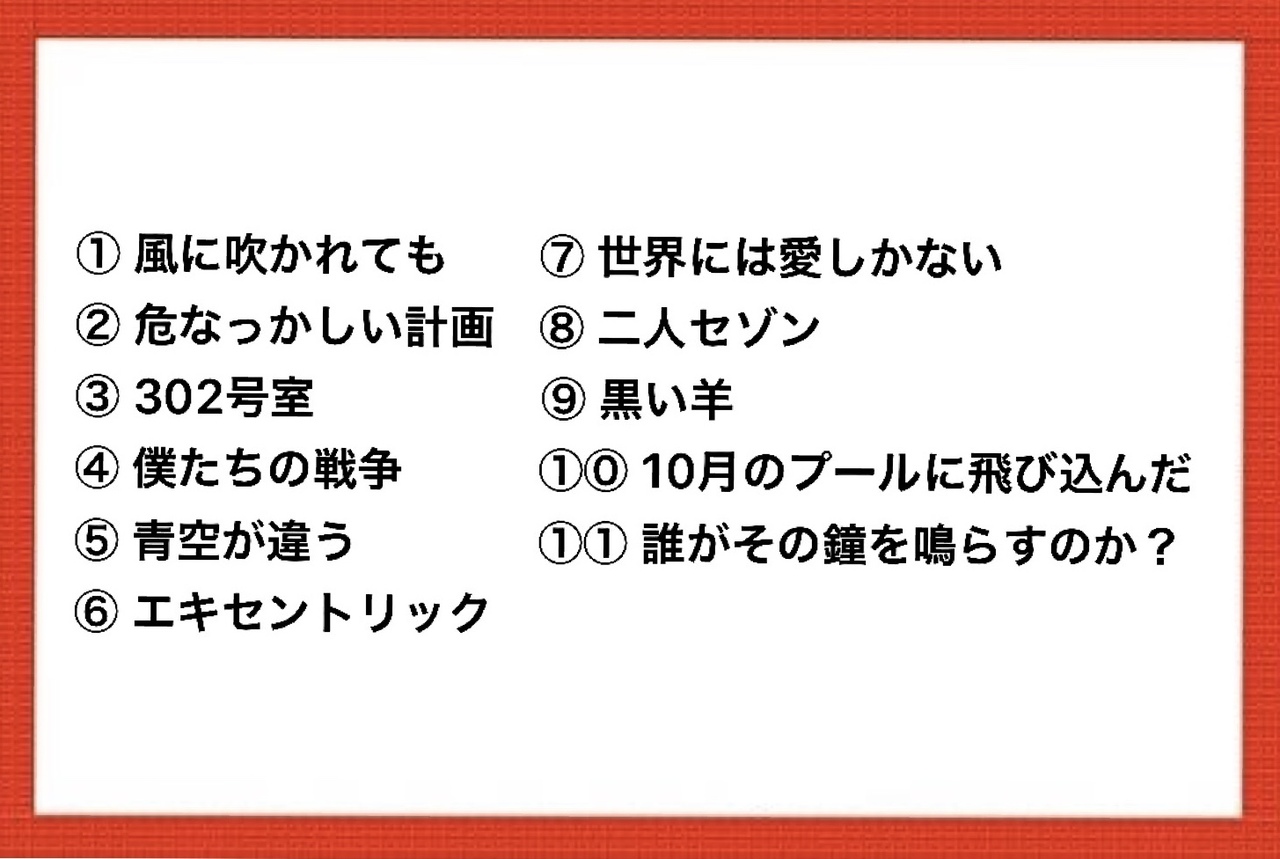 ① 風に吹かれても
② 危なっかしい計画
③ 302号室
④ 僕たちの戦争
⑤ 青空が違う
⑥ エキセントリック
⑦ 世界には愛しかない
⑧ 二人セゾン
⑨ 黒い羊
①⓪ 10月のプールに飛び込んだ
①① 誰がその鐘を鳴らすのか？